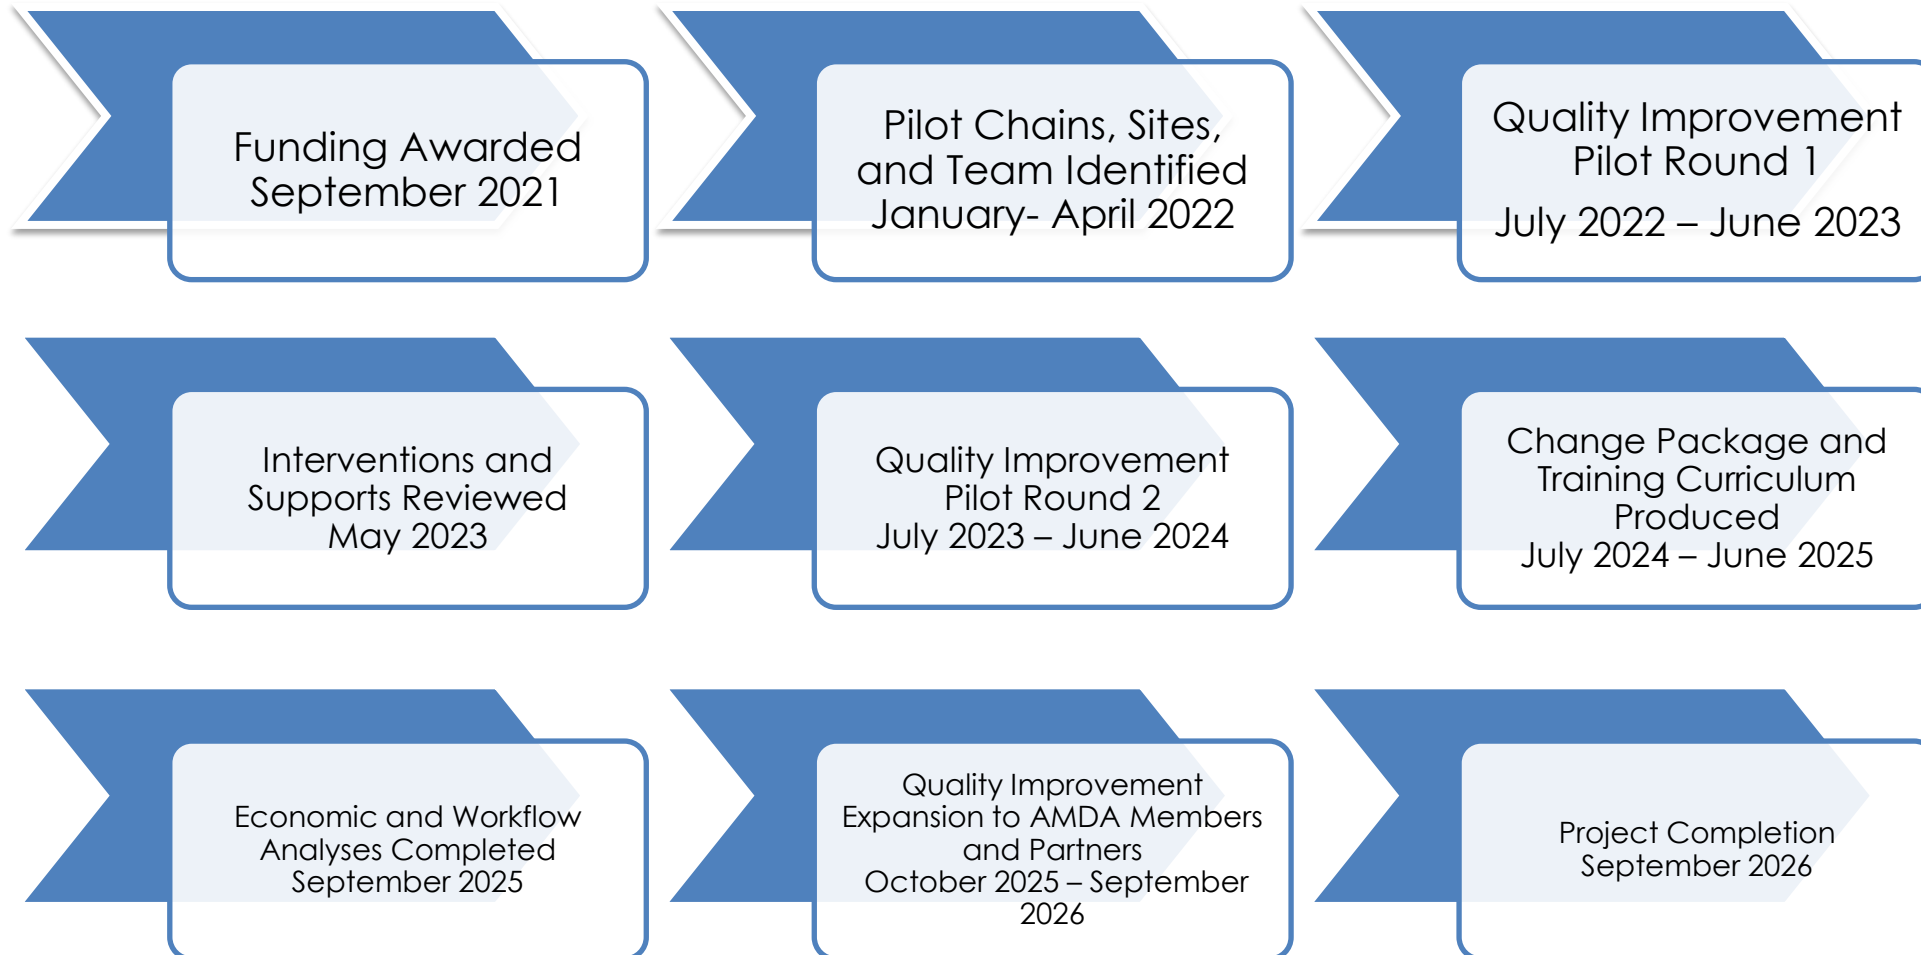 Funding Awarded
September 2021
Pilot Chains, Sites,
and Team Identified
January- April 2022
Quality Improvement
Pilot Round 1
July 2022 – June 2023
Interventions and
Supports Reviewed
May 2023
Quality Improvement
Pilot Round 2
July 2023 – June 2024
Change Package and
Training Curriculum
Produced
July 2024 – June 2025
Economic and Workflow
Analyses Completed
September 2025
Quality Improvement
Expansion to AMDA Members
and Partners
October 2025 – September
2026
Project Completion
September 2026